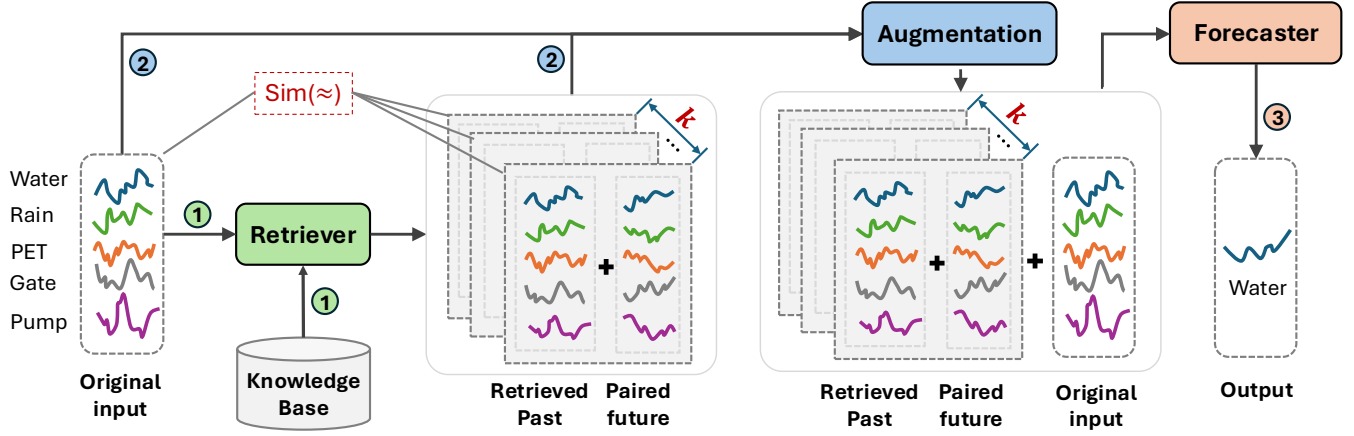 Augmentation
Forecaster
2
2
Sim(≈)
k
...
k
...
3
Water
Rain
PET
Gate
Pump
1
Retriever
1
+
+
+
Water
Knowledge
Base
Original
input
Retrieved
Past
Paired
future
Retrieved
Past
Paired
future
Original
input
Output